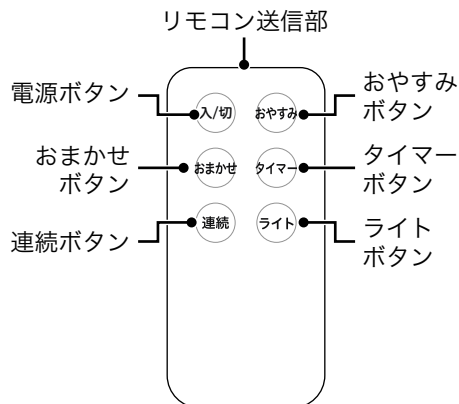 リモコン送信部
電源ボタン
おやすみ
ボタン
入/切
おやすみ
おまかせ
ボタン
おまかせ
タイマー
タイマー
ボタン
連続ボタン
連続
ライト
ライト
ボタン